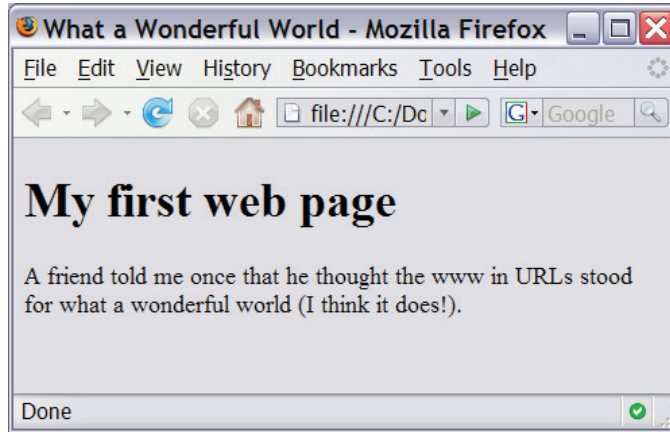 What a Wonderful World - Mozilla Firefox
File Edit View History Bookmarks Tools Help
file:///C:/Do G Google
My first web page
A friend told me once that he thought the www in URLs stood
for what a wonderful world (I think it does!).
Done